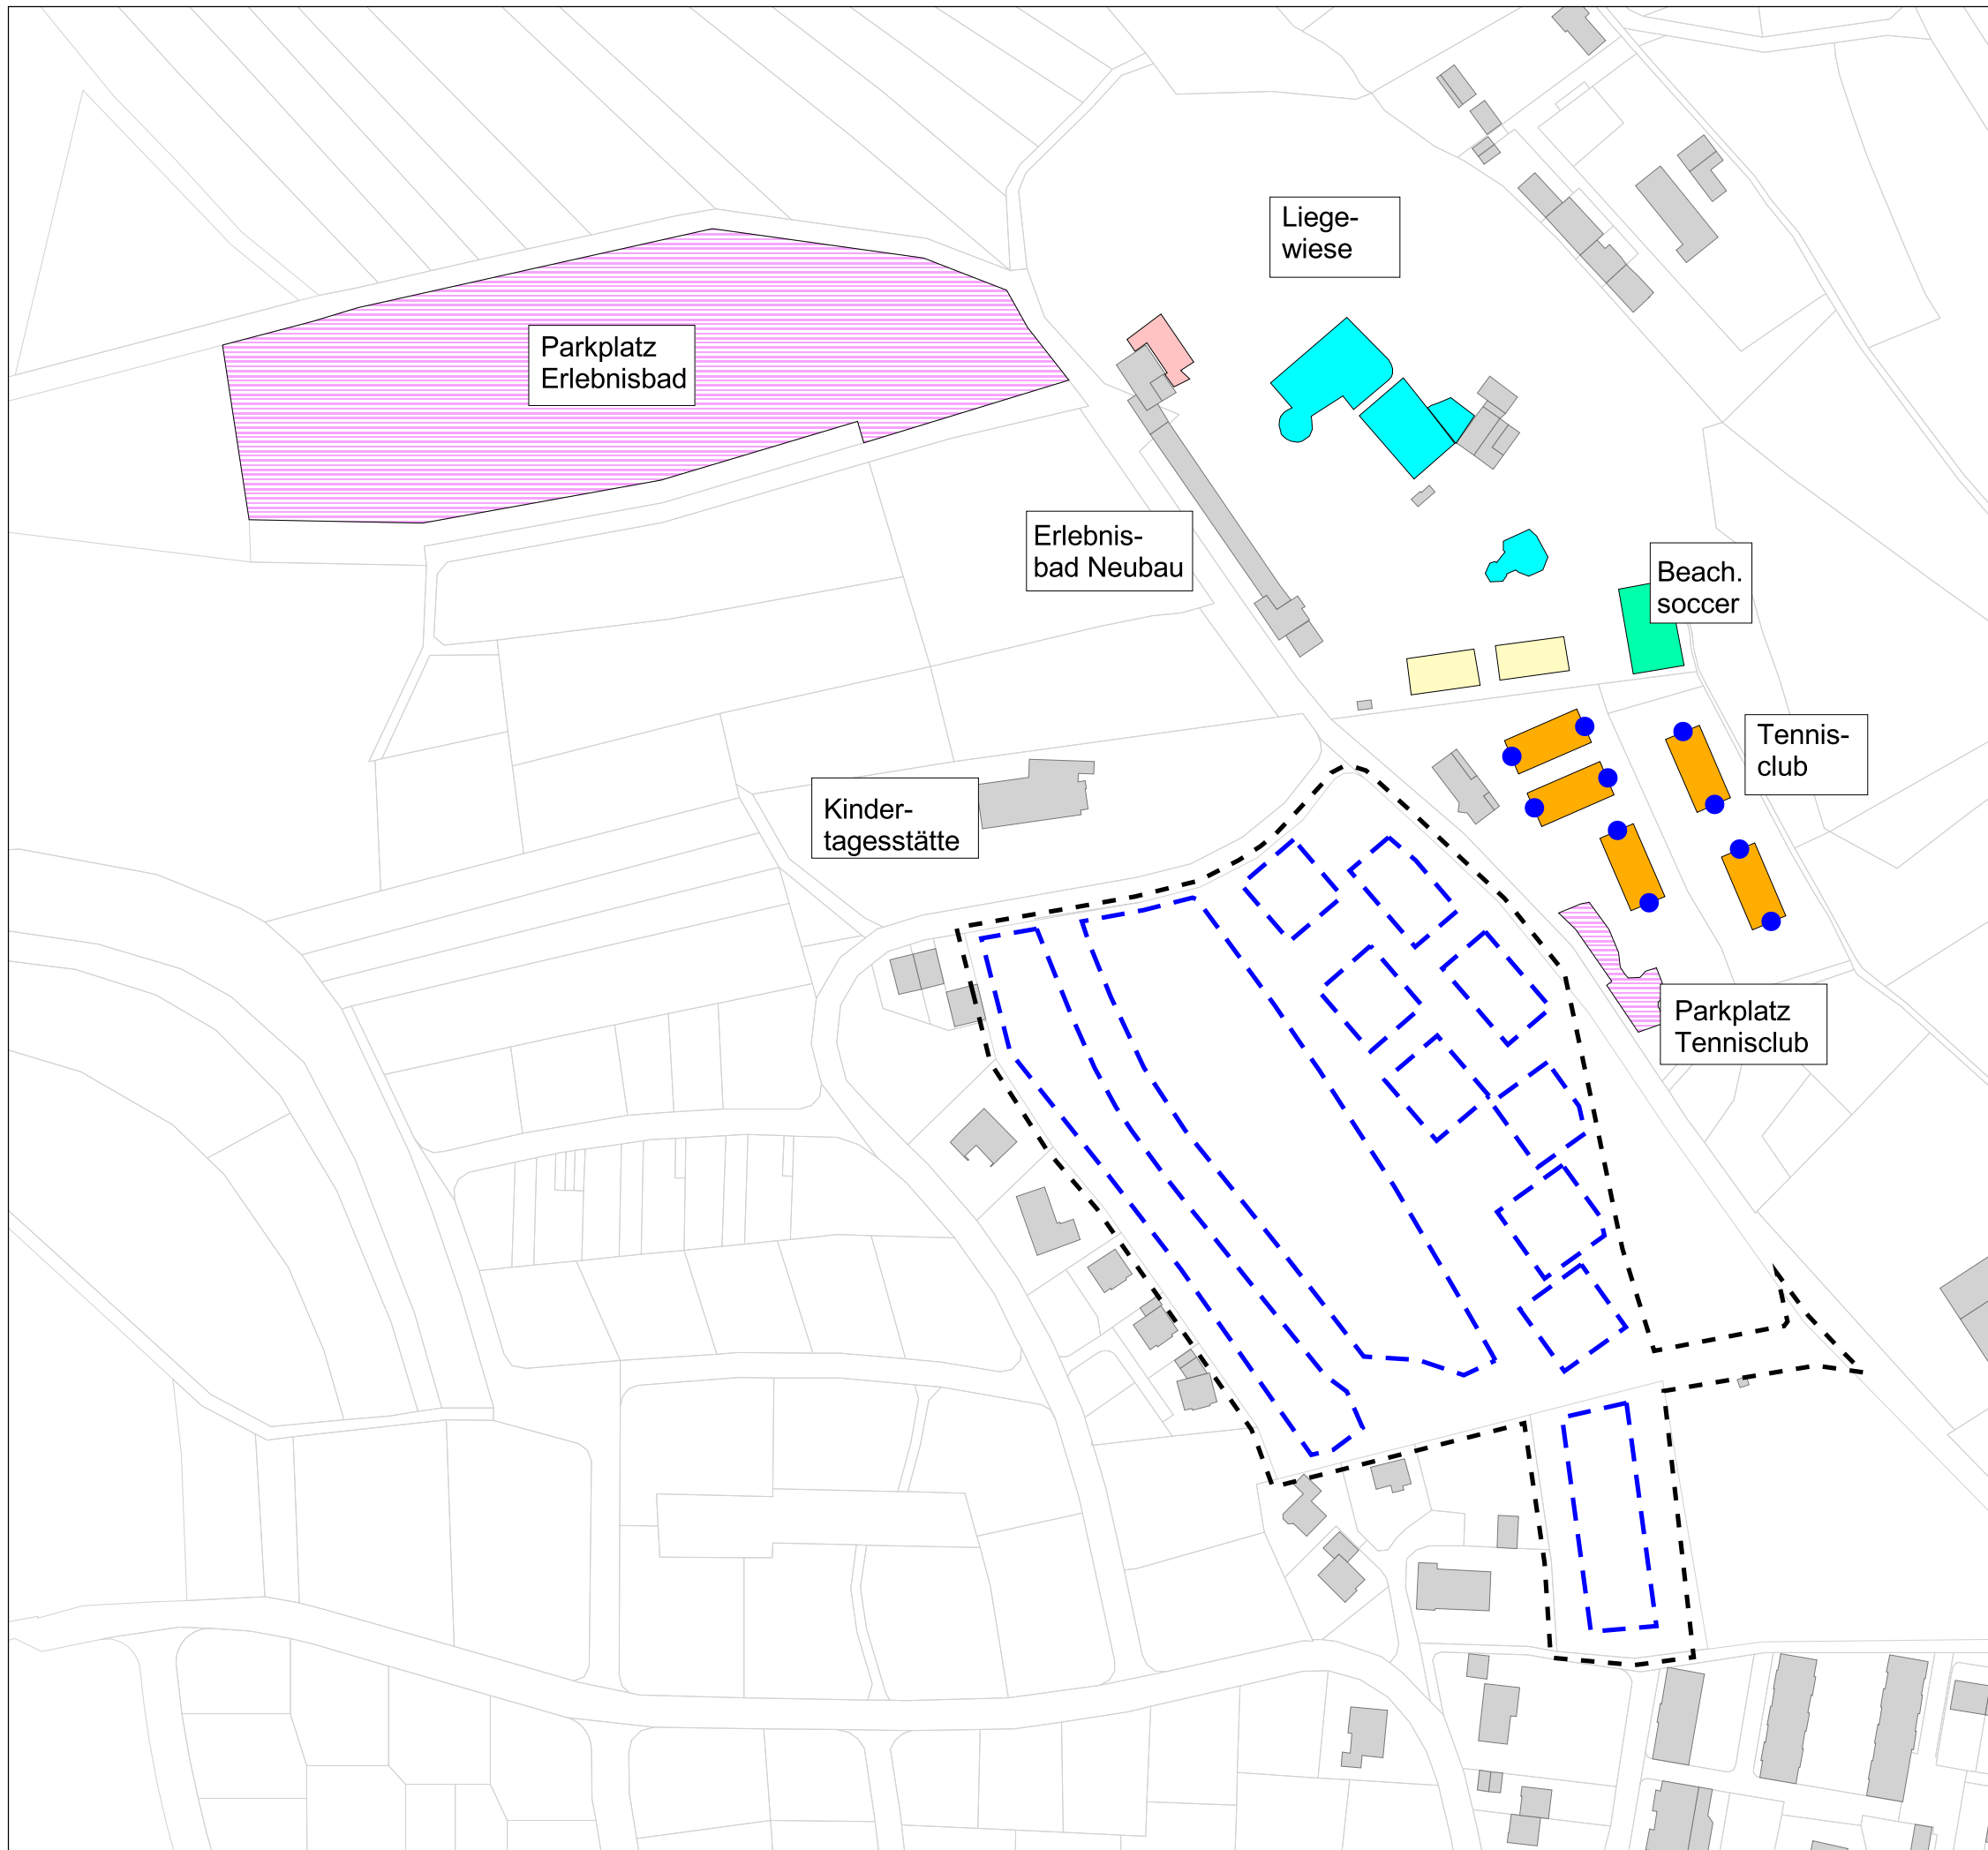 Liege-
wiese
Parkplatz
Erlebnisbad
Erlebnis-
bad Neubau
Beach.
soccer
Tennis-
club
Kinder-
tagesstätte
Parkplatz
Tennisclub